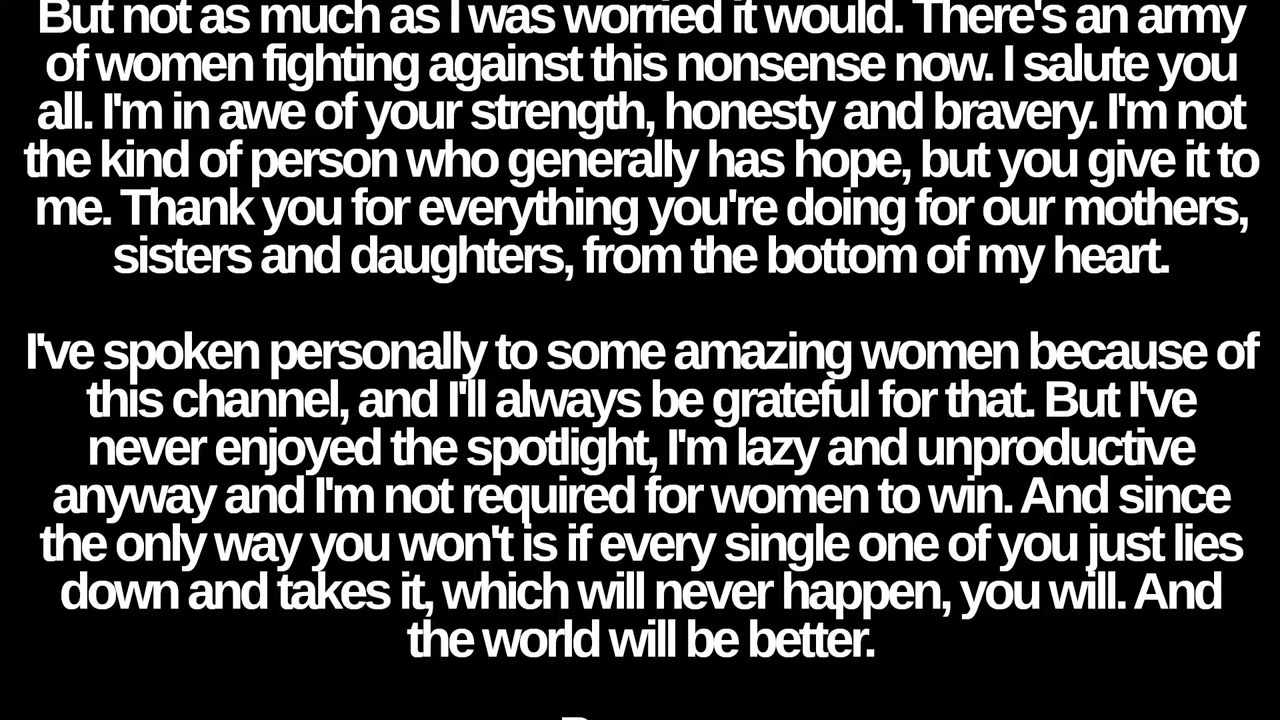 But not as much as I was worried it would. There's an army
of women fighting against this nonsense now. I salute you
all. I'm in awe of your strength, honesty and bravery. I'm not
the kind of person who generally has hope, but you give it to
me. Thank you for everything you're doing for our mothers,
sisters and daughters, from the bottom of my heart.
I've spoken personally to some amazing women because of
this channel, and I'll always be grateful for that. But I've
never enjoyed the spotlight, I'm lazy and unproductive
anyway and I'm not required for women to win. And since
the only way you won't is if every single one of you just lies
down and takes it, which will never happen, you will. And
the world will be better.